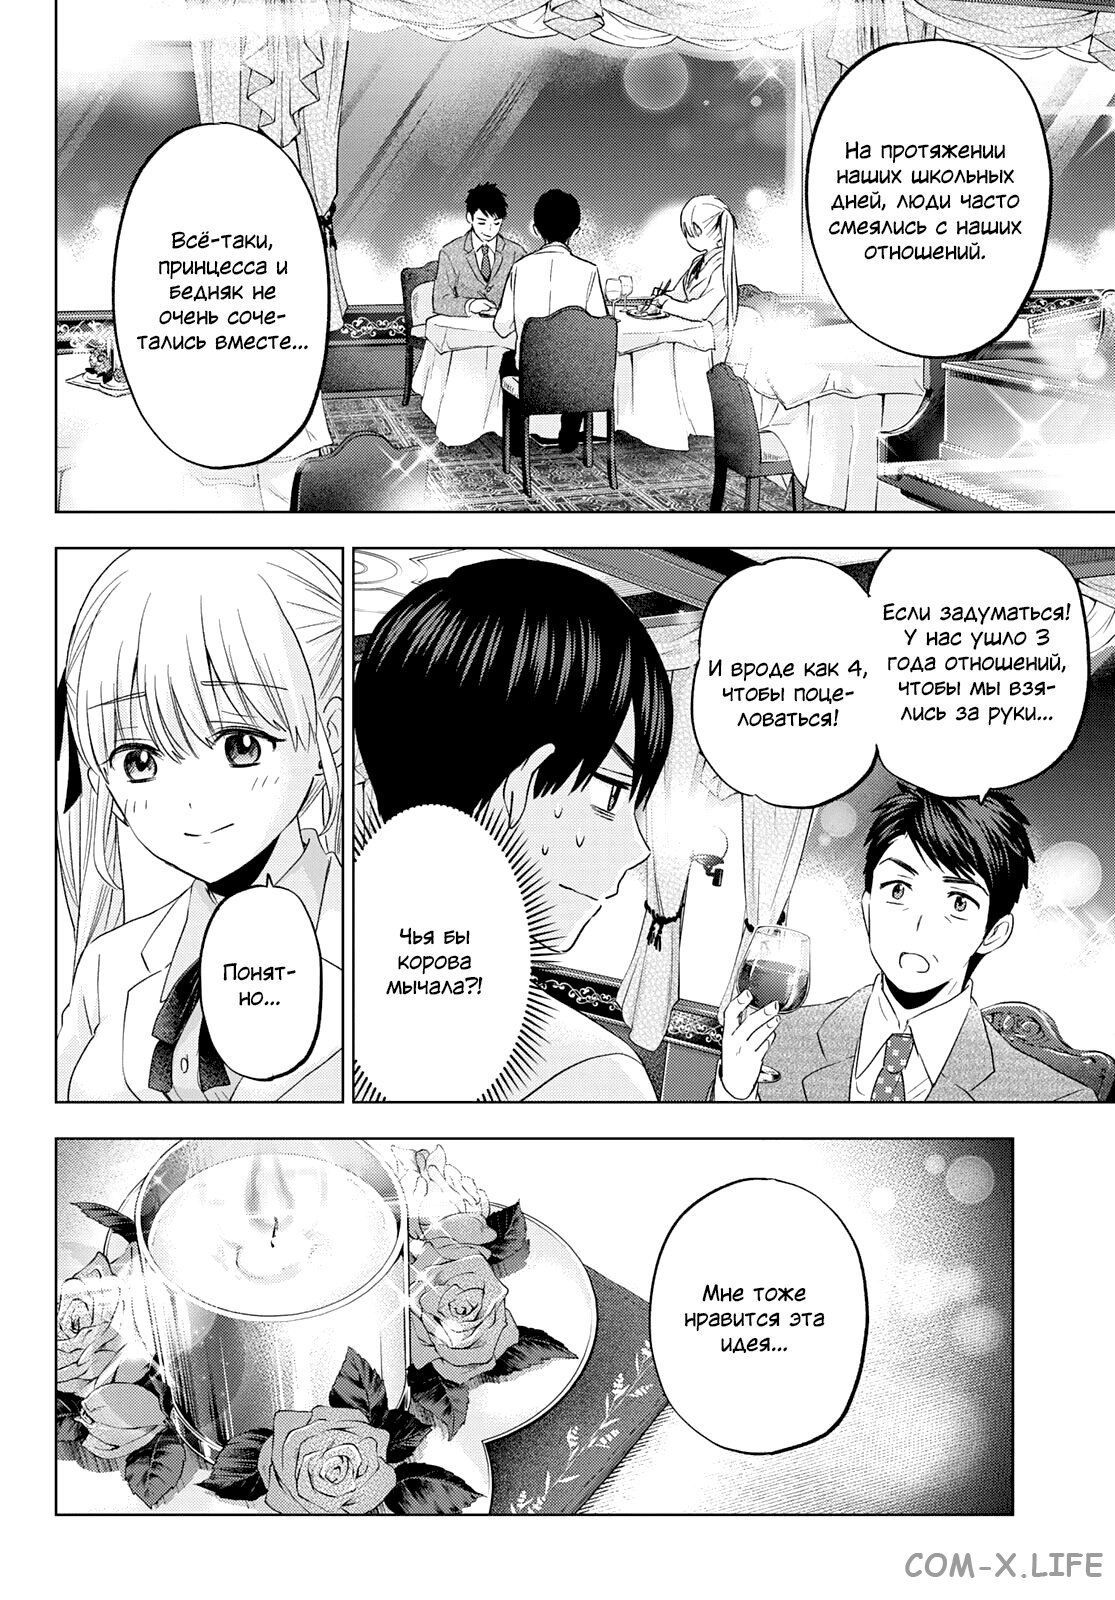 На протяжении
наших школьных
дней, люди часто
смеялись с наших
отношений.
Всё-таки,
принцесса и
бедняк не
очень соче-
тались вместе...
Если задуматься!
У нас ушло 3
года отношений,
чтобы мы взя-
лись за руки...
И вроде как 4,
чтобы поце-
ловаться!
Чья бы
корова
мычала?!
Понят-
но...
Мне тоже
нравится эта
идея...
COM-X.LIFE